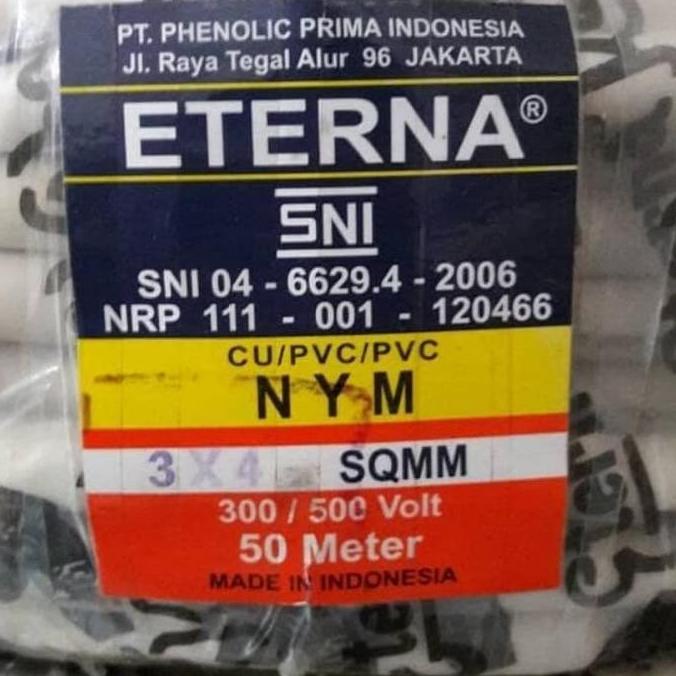 PT. PHENOLIC PRIMA INDONESIA
Jl. Raya Tegal Alur 96 JAKARTA
ETERNA®
SNI
SNI 04 - 6629.4 - 2006
NRP 111 - 001 - 120466
CU/PVC/PVC
NYM
3 X 4 SQMM
300 / 500 Volt
50 Meter
MADE IN INDONESIA